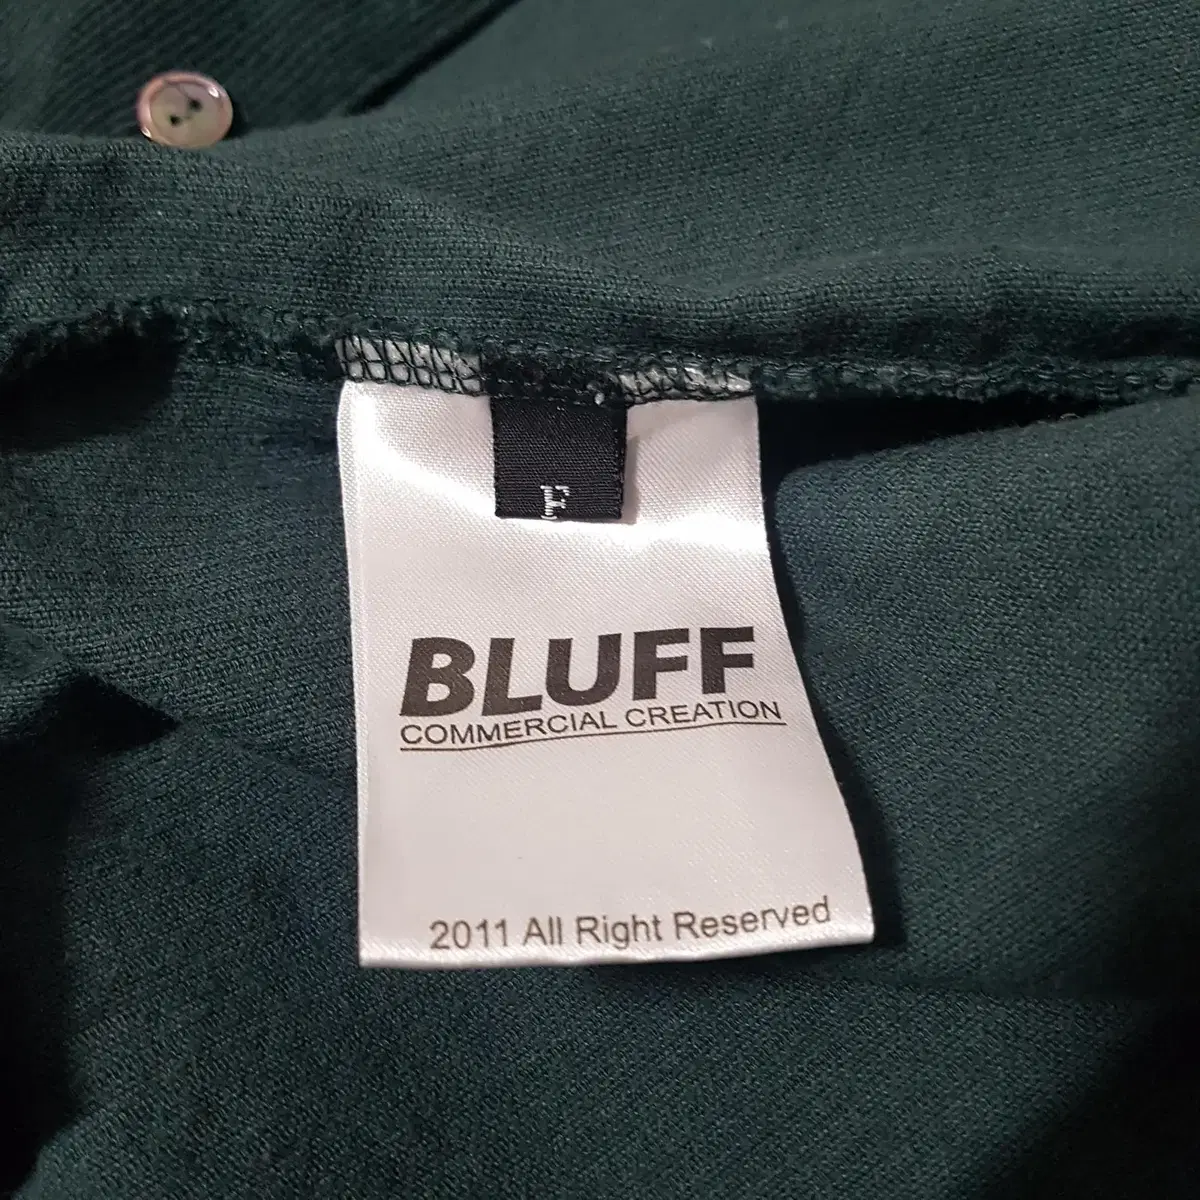 F
BLUFF
COMMERCIAL CREATION
2011 All Right Reserved